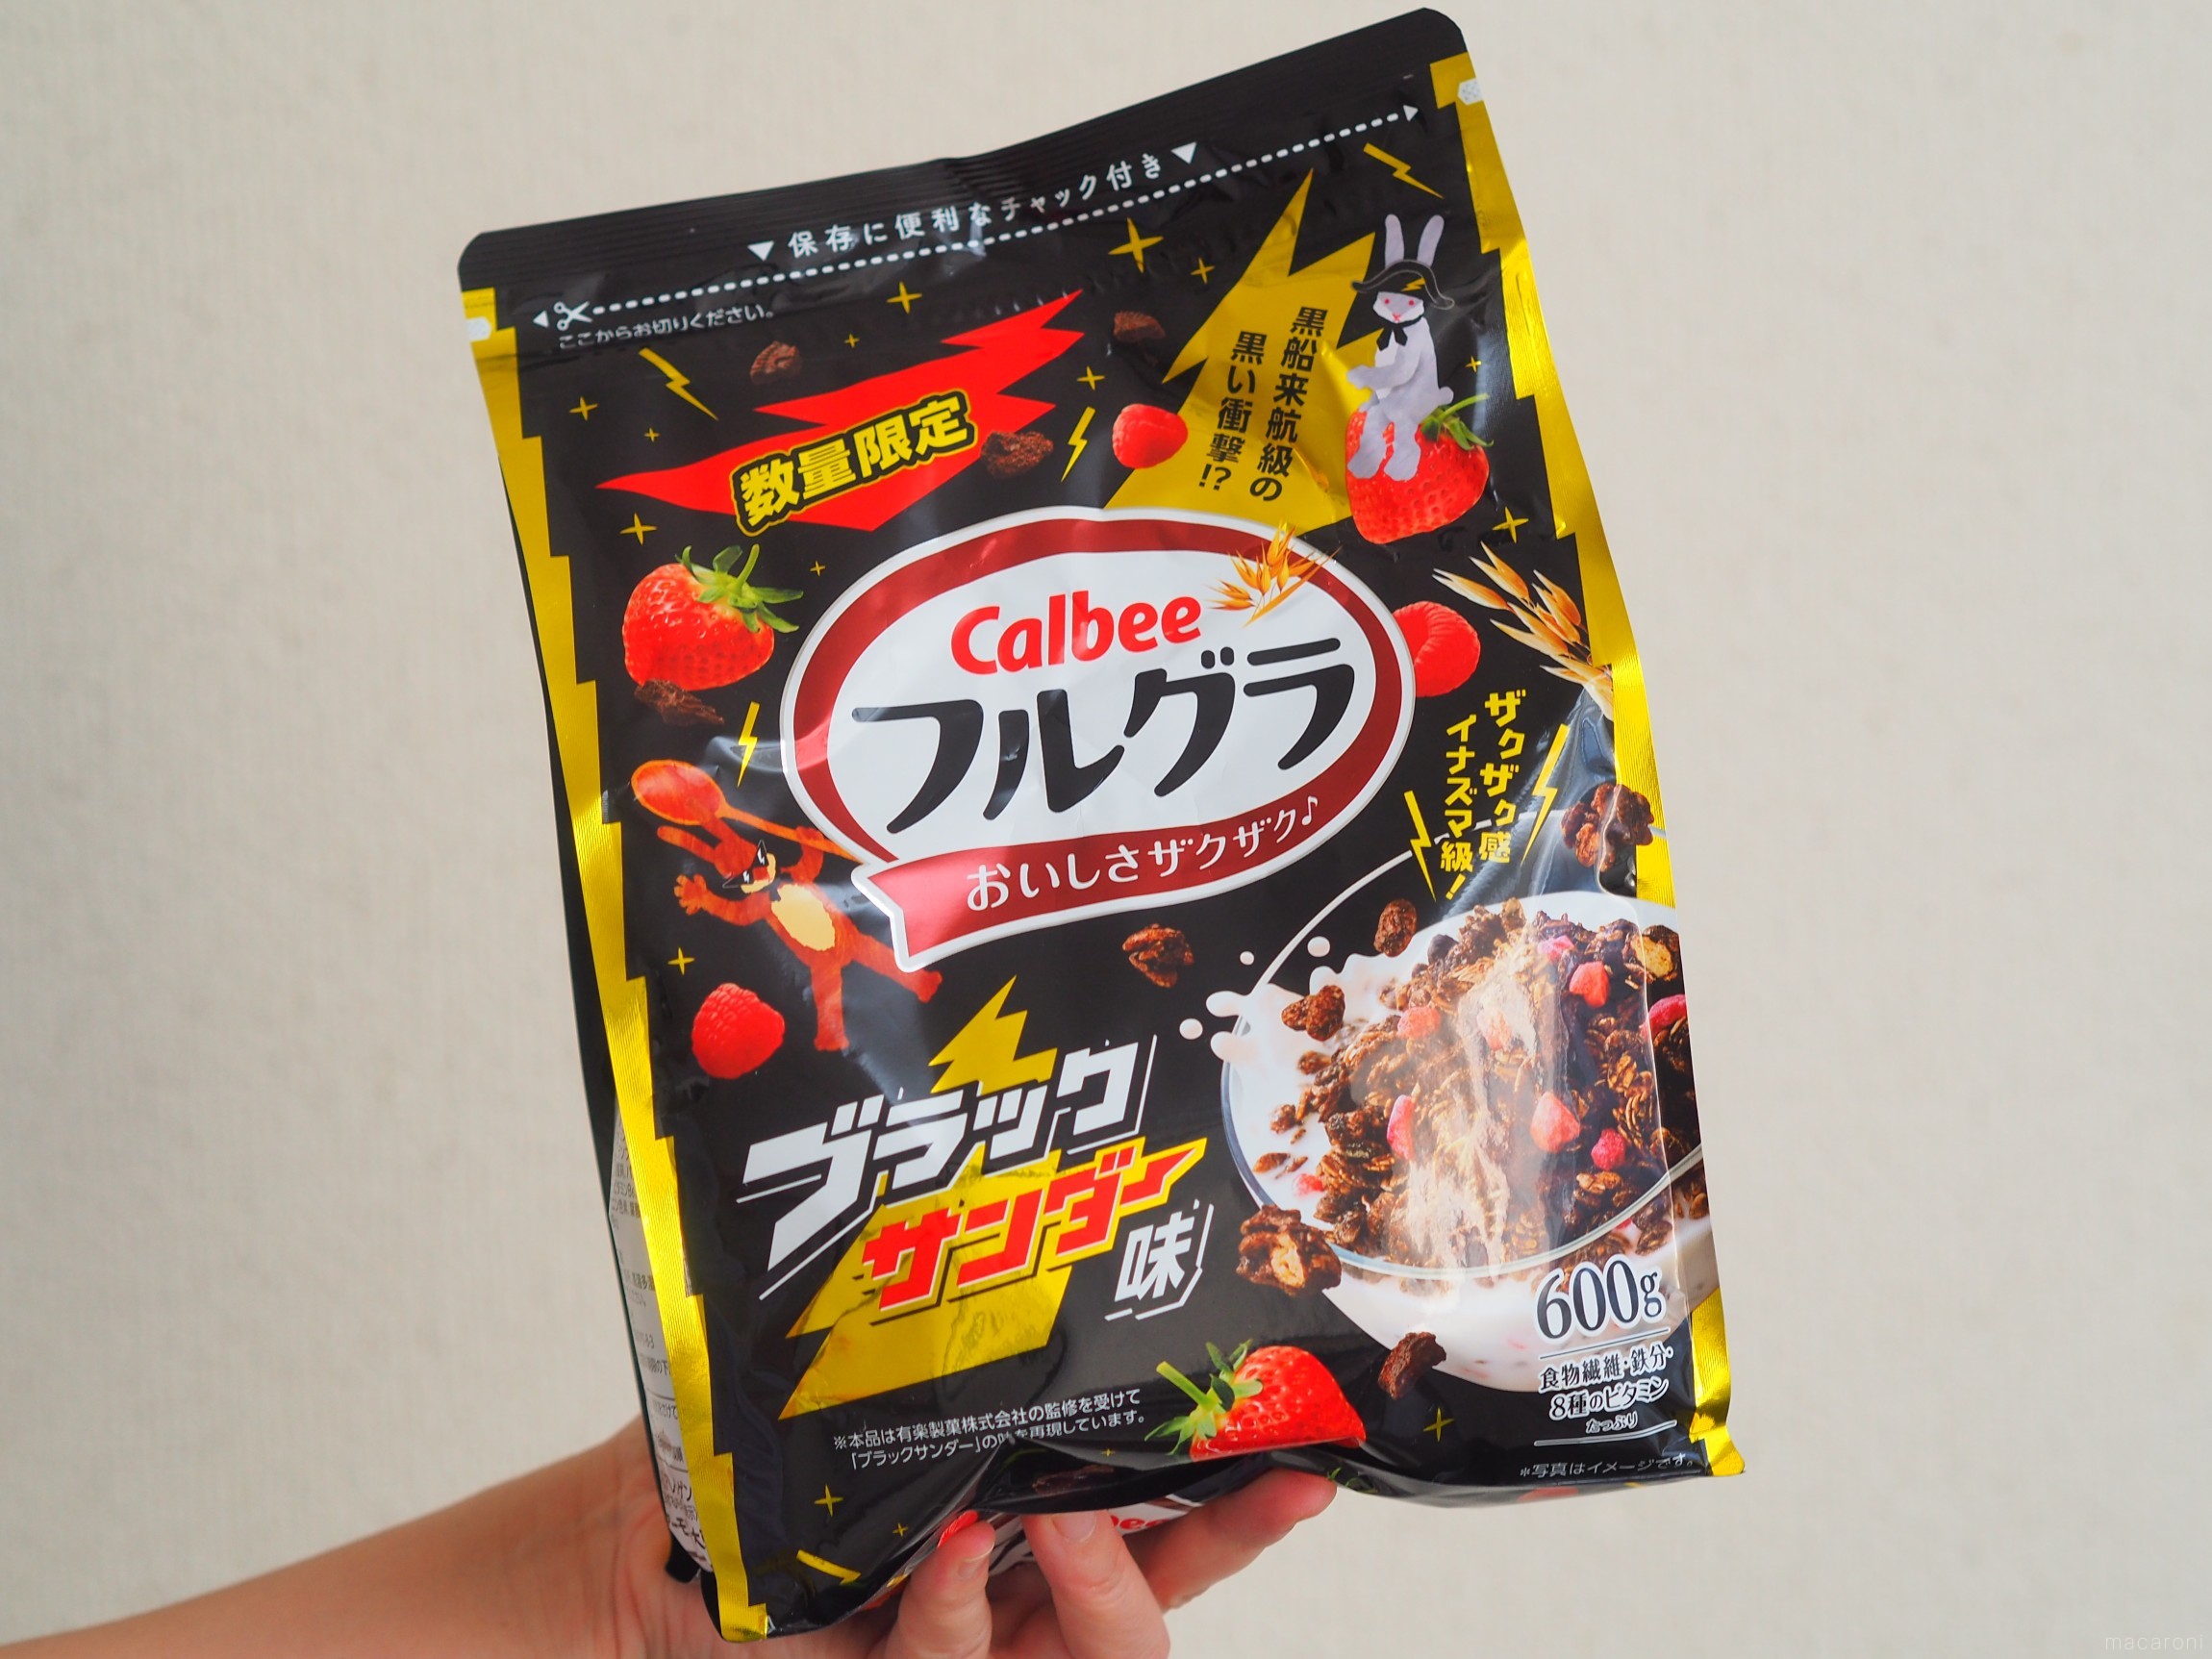 ▼保存に便利なチャック付き▼
ここからお切りください。
数量限定
黒船来航級の
黒い衝撃!?
Calbee
フルグラ
おいしさザクザク♪
ザクザク感
イナズマ級!
ブラック
サンダー
味
600g
食物繊維・鉄分・
8種のビタミン
たっぷり
※本品は有楽製菓株式会社の監修を受けて
「ブラックサンダー」の味を再現しています。
*写真はイメージです。
macaroni